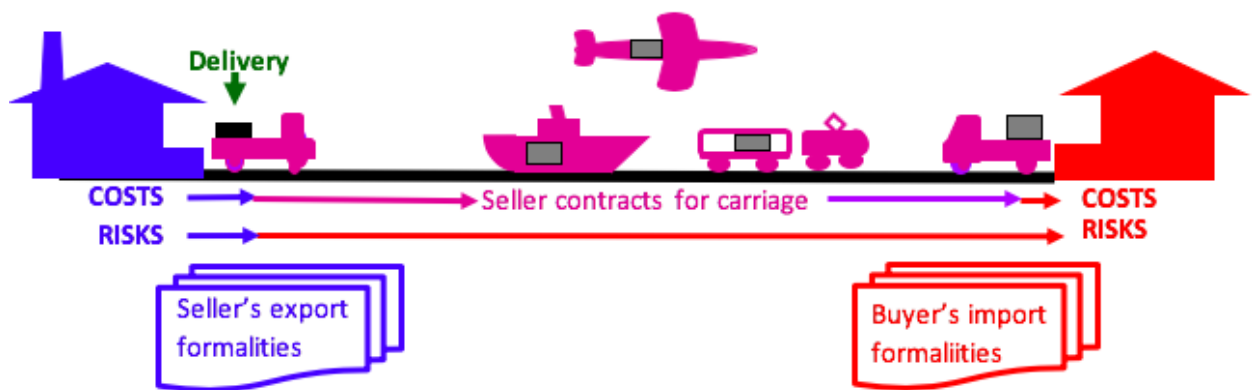 Delivery
COSTS
Seller contracts for carriage
COSTS
RISKS
RISKS
Seller's export
formalities
Buyer's import
formaliities